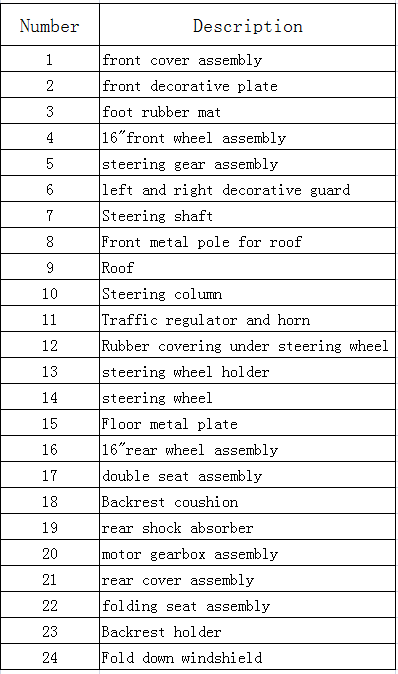 Number Description
1 front cover assembly
2 front decorative plate
3 foot rubber mat
4 16"front wheel assembly
5 steering gear assembly
6 left and right decorative guard
7 Steering shaft
8 Front metal pole for roof
9 Roof
10 Steering column
11 Traffic regulator and horn
12 Rubber covering under steering wheel
13 steering wheel holder
14 steering wheel
15 Floor metal plate
16 16"rear wheel assembly
17 double seat assembly
18 Backrest coushion
19 rear shock absorber
20 motor gearbox assembly
21 rear cover assembly
22 folding seat assembly
23 Backrest holder
24 Fold down windshield